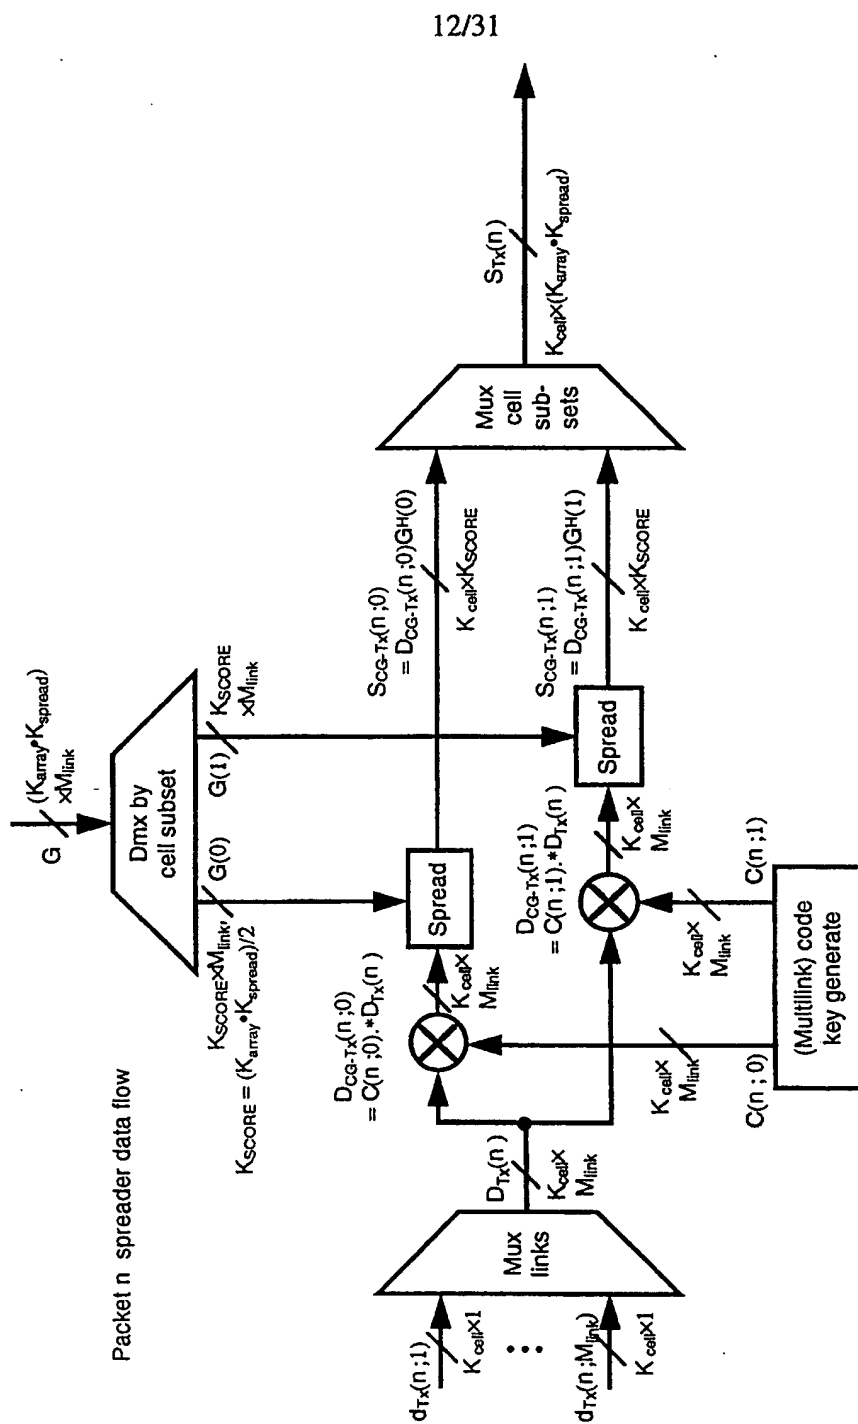 12/31
Packet n spreader data flow
G
(Karray•Kspread)
×Mlink
Dmx by
cell subset
G(0)
KSCORE×Mlink,
KSCORE = (Karray•Kspread)/2
G(1)
KSCORE
×Mlink
dTx(n;1)
Kcell×1
dTx(n;Mlink)
Kcell×1
Mux
links
DTx(n)
Kcell×
Mlink
DCG-Tx(n;0)
= C(n;0).*DTx(n)
Kcell×
Mlink
Spread
SCG-Tx(n;0)
= DCG-Tx(n;0)GH(0)
Kcell×KSCORE
DCG-Tx(n;1)
= C(n;1).*DTx(n)
Kcell×
Mlink
Spread
SCG-Tx(n;1)
= DCG-Tx(n;1)GH(1)
Kcell×KSCORE
Mux
cell
sub-
sets
STx(n)
Kcell×(Karray•Kspread)
Kcell×
Mlink
C(n;0)
Kcell×
Mlink
C(n;1)
(Multilink) code
key generate